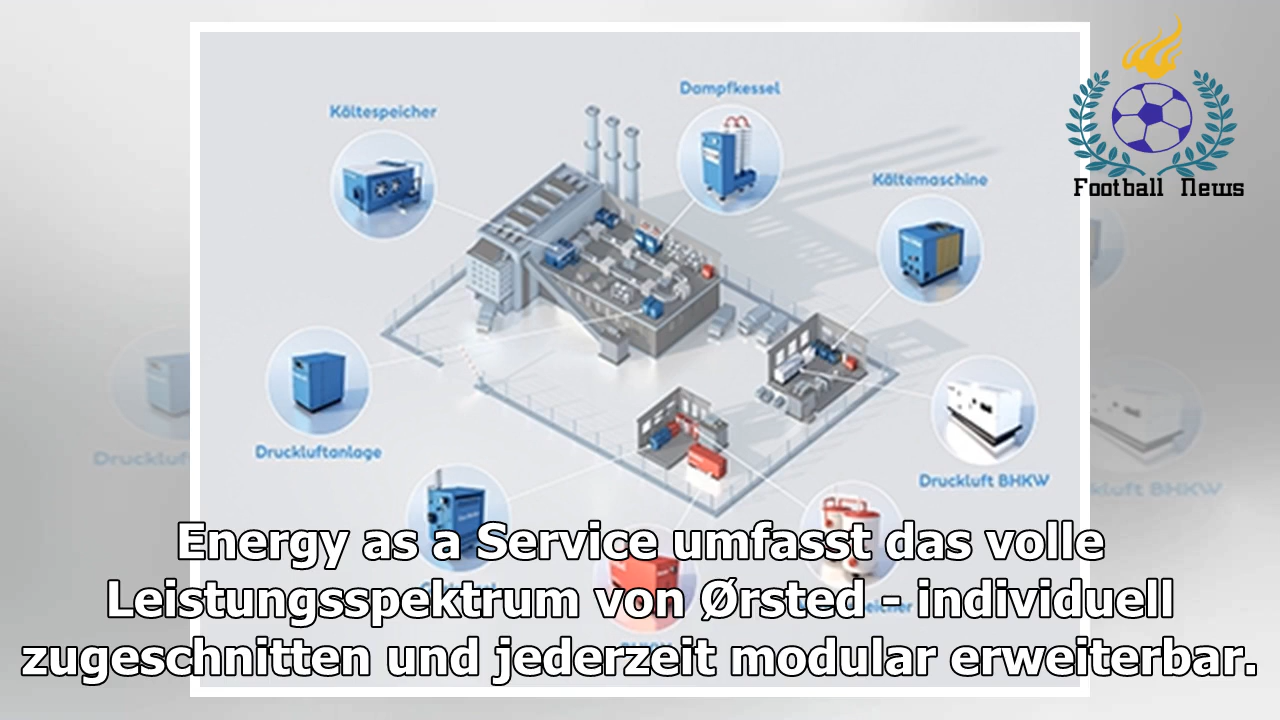 Dampfkessel
Kältespeicher
Kältemaschine
Football News
Druckluftanlage
Druckluft BHKW
Energy as a Service umfasst das volle
Leistungsspektrum von Ørsted - individuell
zugeschnitten und jederzeit modular erweiterbar.